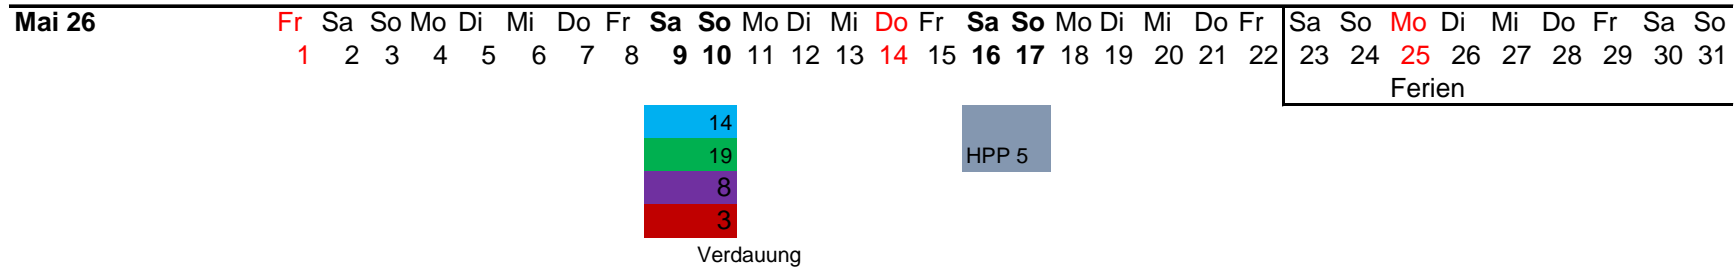 Mai 26 Fr Sa So Mo Di Mi Do Fr Sa So Mo Di Mi Do Fr Sa So Mo Di Mi Do Fr Sa So Mo Di Mi Do Fr Sa So
1 2 3 4 5 6 7 8 9 10 11 12 13 14 15 16 17 18 19 20 21 22 23 24 25 26 27 28 29 30 31
Ferien
14
19 HPP 5
8
3
Verdauung